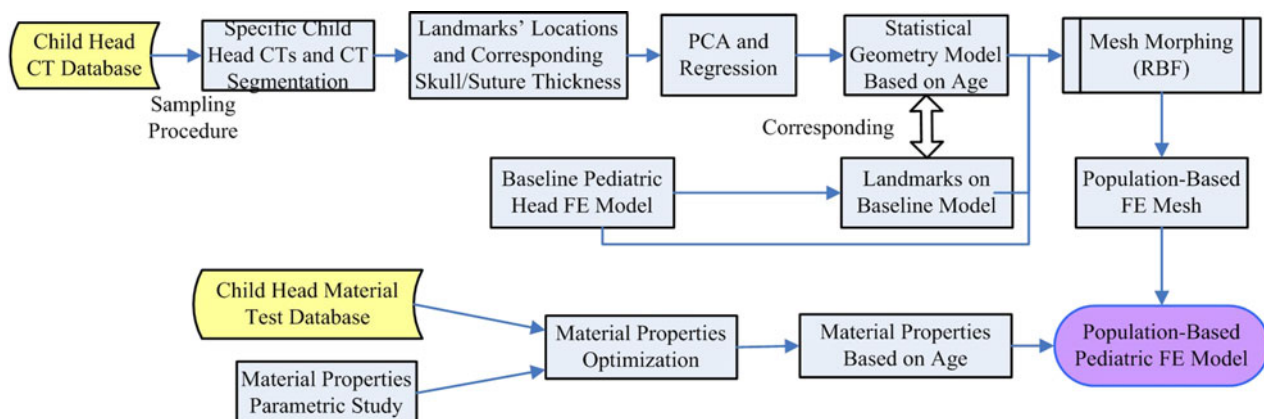 Child Head
CT Database
Sampling
Procedure
Specific Child
Head CTs and CT
Segmentation
Landmarks' Locations
and Corresponding
Skull/Suture Thickness
PCA and
Regression
Statistical
Geometry Model
Based on Age
Mesh Morphing
(RBF)
Corresponding
Baseline Pediatric
Head FE Model
Landmarks on
Baseline Model
Population-Based
FE Mesh
Child Head Material
Test Database
Material Properties
Parametric Study
Material Properties
Optimization
Material Properties
Based on Age
Population-Based
Pediatric FE Model